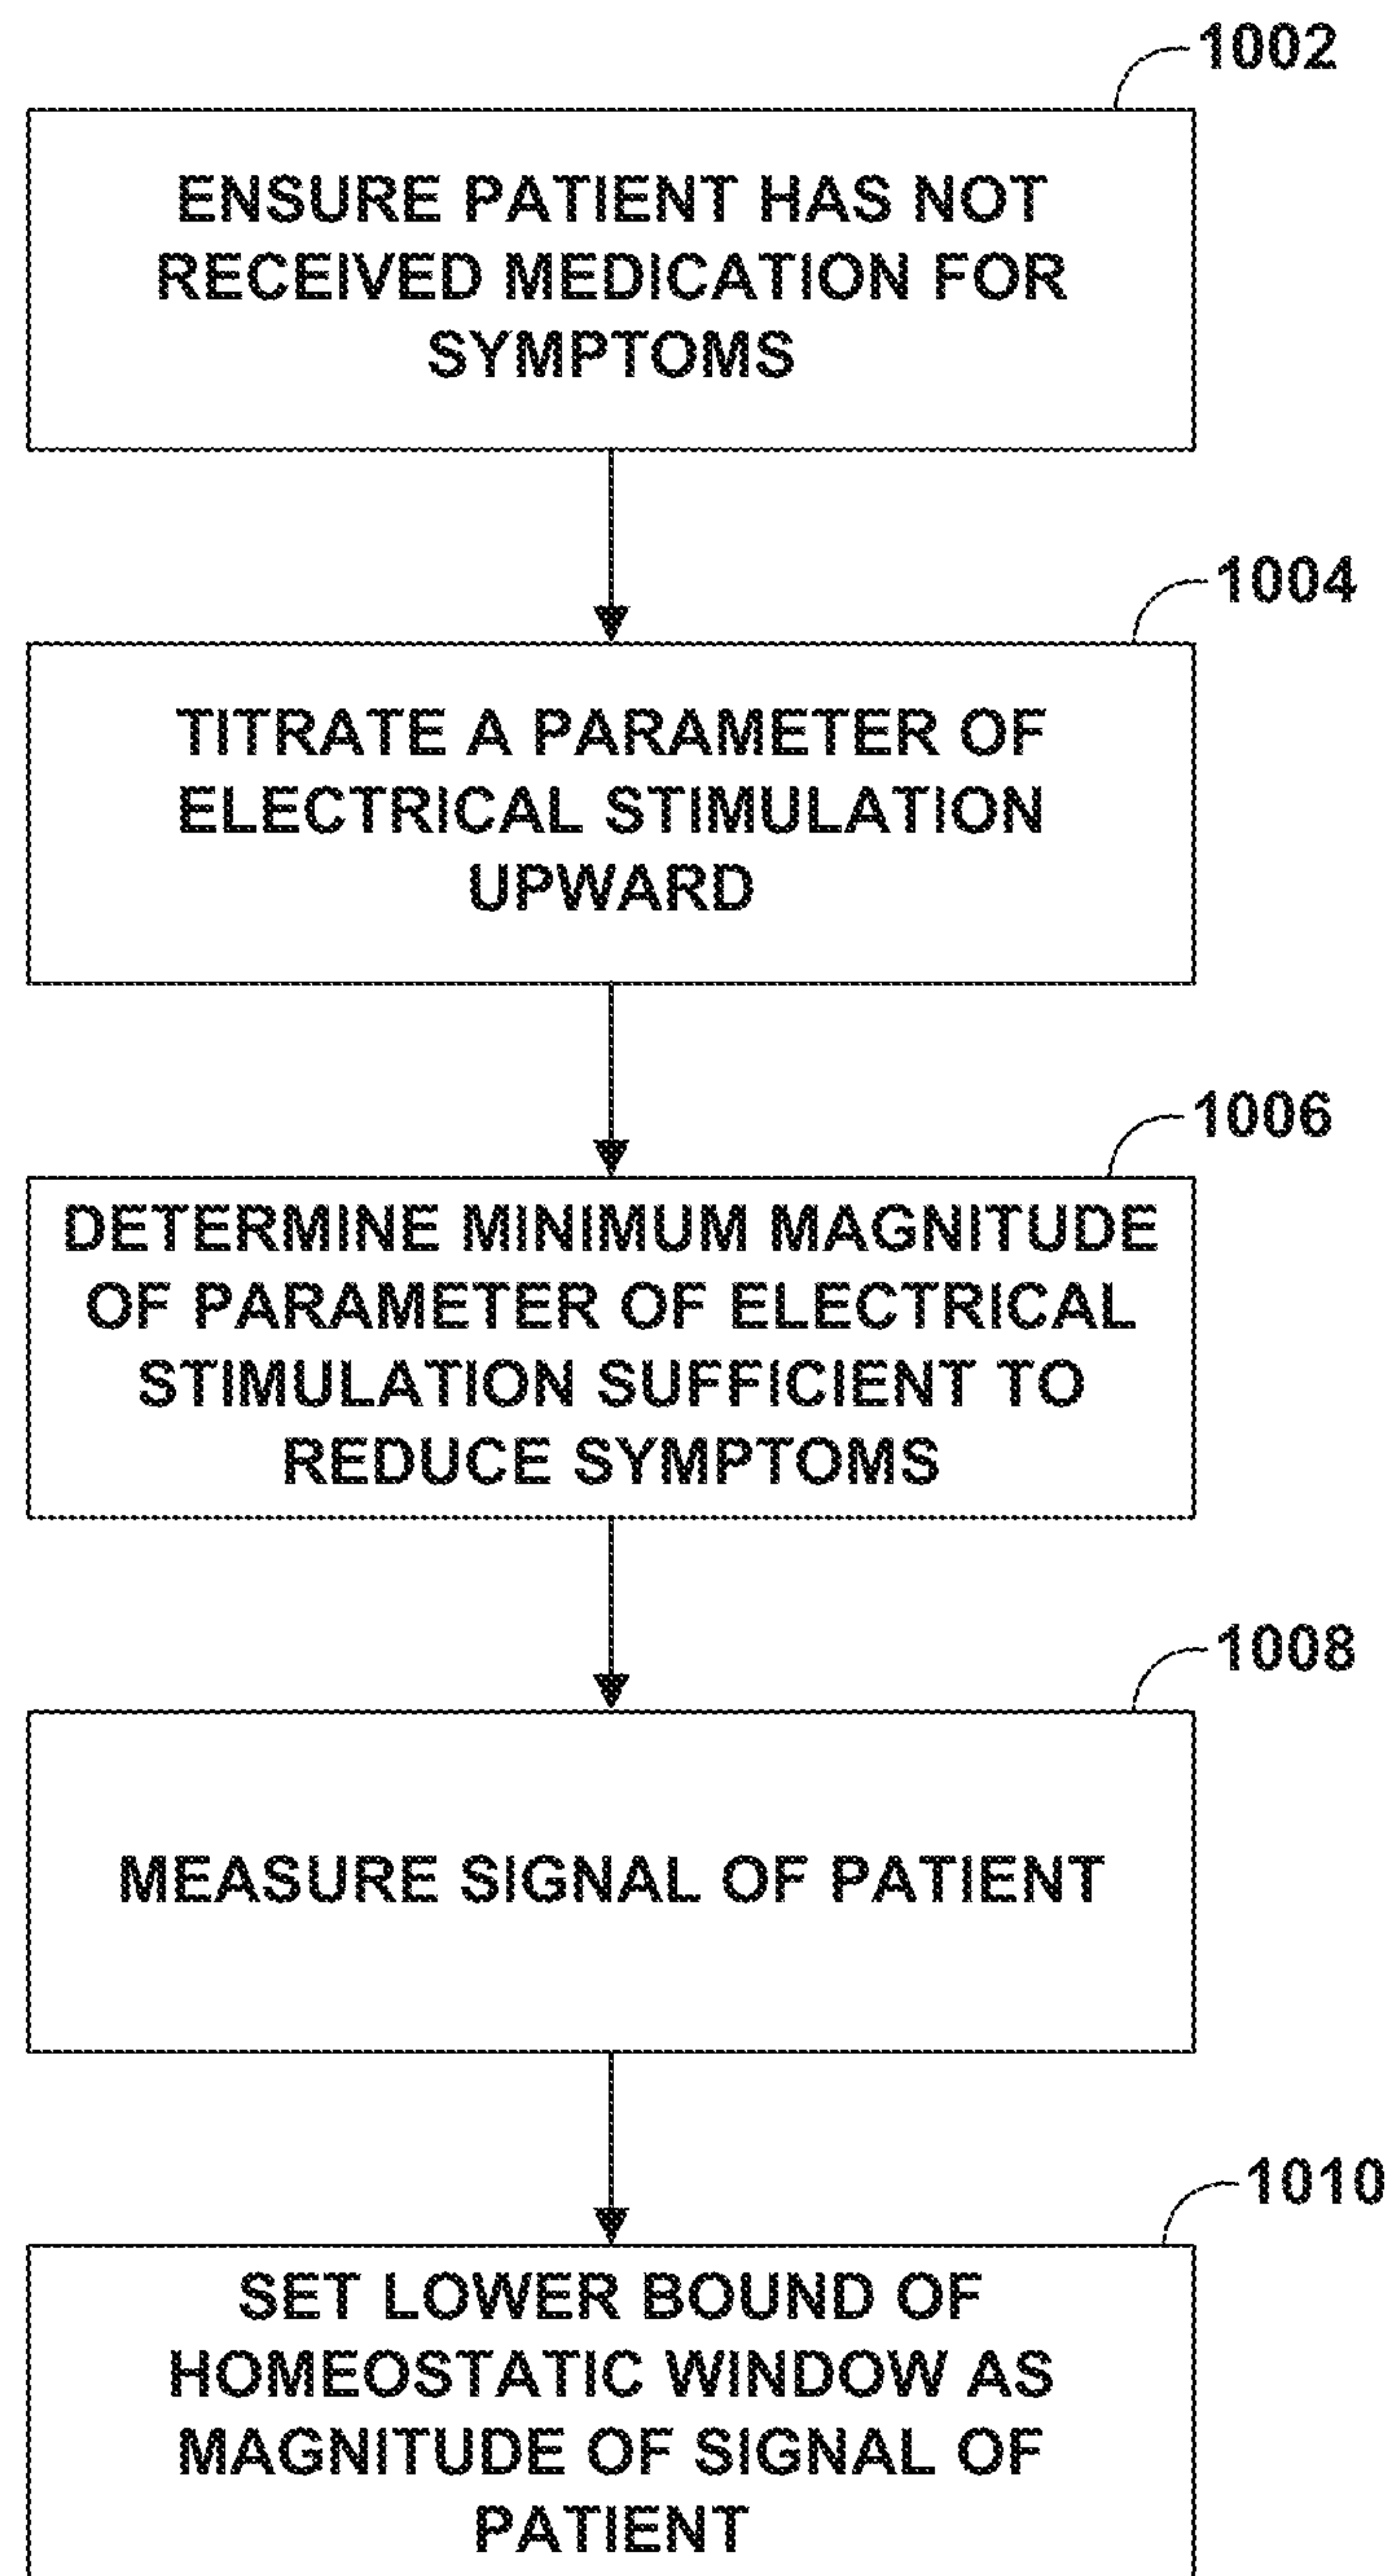 1002
ENSURE PATIENT HAS NOT
RECEIVED MEDICATION FOR
SYMPTOMS
1004
TITRATE A PARAMETER OF
ELECTRICAL STIMULATION
UPWARD
1006
DETERMINE MINIMUM MAGNITUDE
OF PARAMETER OF ELECTRICAL
STIMULATION SUFFICIENT TO
REDUCE SYMPTOMS
1008
MEASURE SIGNAL OF PATIENT
1010
SET LOWER BOUND OF
HOMEOSTATIC WINDOW AS
MAGNITUDE OF SIGNAL OF
PATIENT